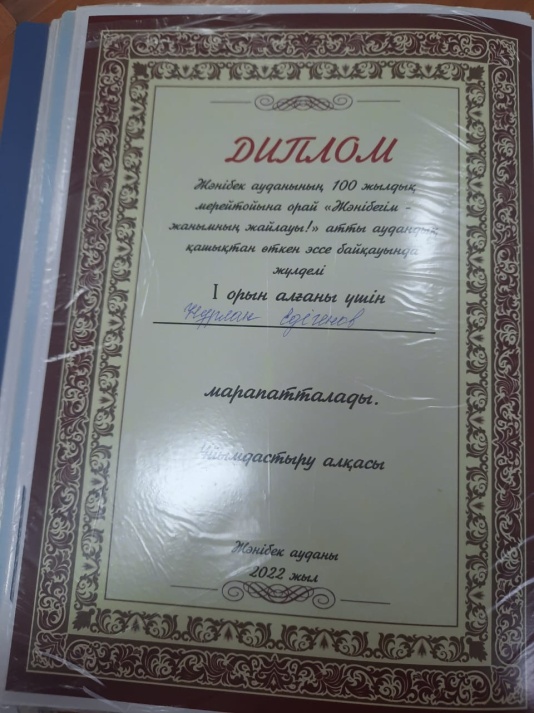 ДИПЛОМ
Жәнібек ауданының 100 жылдық
мерейтойына орай «Жәнібегім -
жанымның жайлауы!» атты аудандық
қашықтан өткен эссе байқауында
жүлделі
I орын алғаны үшін
Нұрлан Едігенов
марапатталады.
Ұйымдастыру алқасы
Жәнібек ауданы
2022 жыл